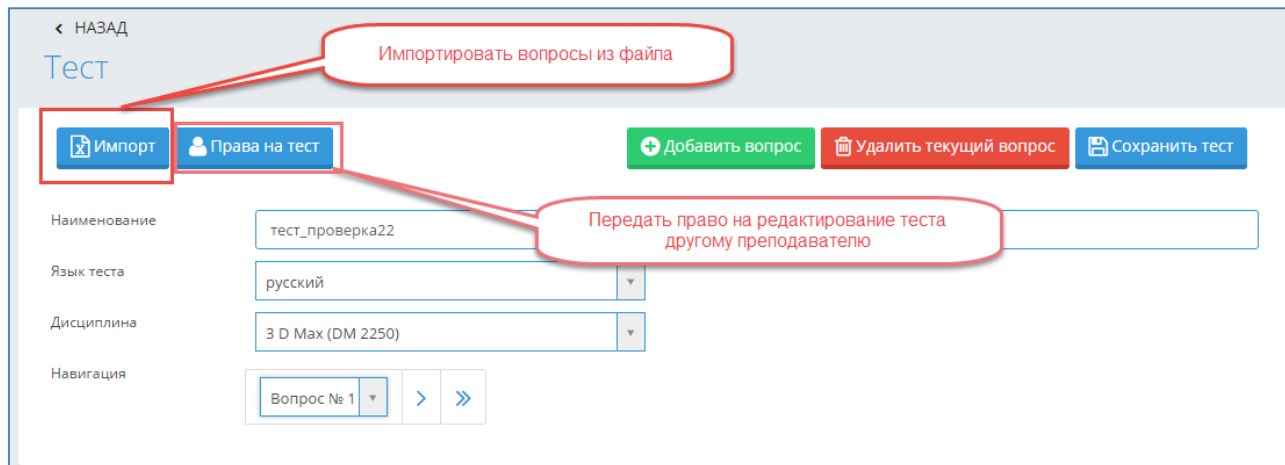 НАЗАД
Тест
Импортировать вопросы из файла
Импорт
Права на тест
Добавить вопрос
Удалить текущий вопрос
Сохранить тест
Передать право на редактирование теста
другому преподавателю
Наименование
тест_проверка22
Язык теста
русский
Дисциплина
3 D Max (DM 2250)
Навигация
Вопрос № 1